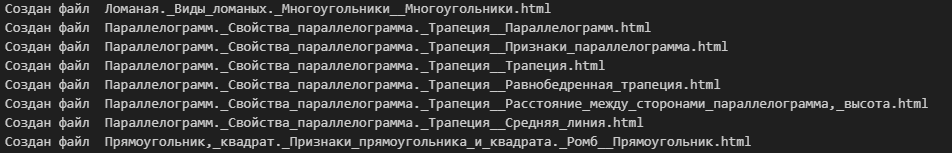 Создан файл  Ломаная._Виды_ломаных._Многоугольники__Многоугольники.html
Создан файл  Параллелограмм._Свойства_параллелограмма._Трапеция__Параллелограмм.html
Создан файл  Параллелограмм._Свойства_параллелограмма._Трапеция__Признаки_параллелограмма.html
Создан файл  Параллелограмм._Свойства_параллелограмма._Трапеция__Трапеция.html
Создан файл  Параллелограмм._Свойства_параллелограмма._Трапеция__Равнобедренная_трапеция.html
Создан файл  Параллелограмм._Свойства_параллелограмма._Трапеция__Расстояние_между_сторонами_параллелограмма,_высота.html
Создан файл  Параллелограмм._Свойства_параллелограмма._Трапеция__Средняя_линия.html
Создан файл  Прямоугольник,_квадрат._Признаки_прямоугольника_и_квадрата._Ромб__Прямоугольник.html